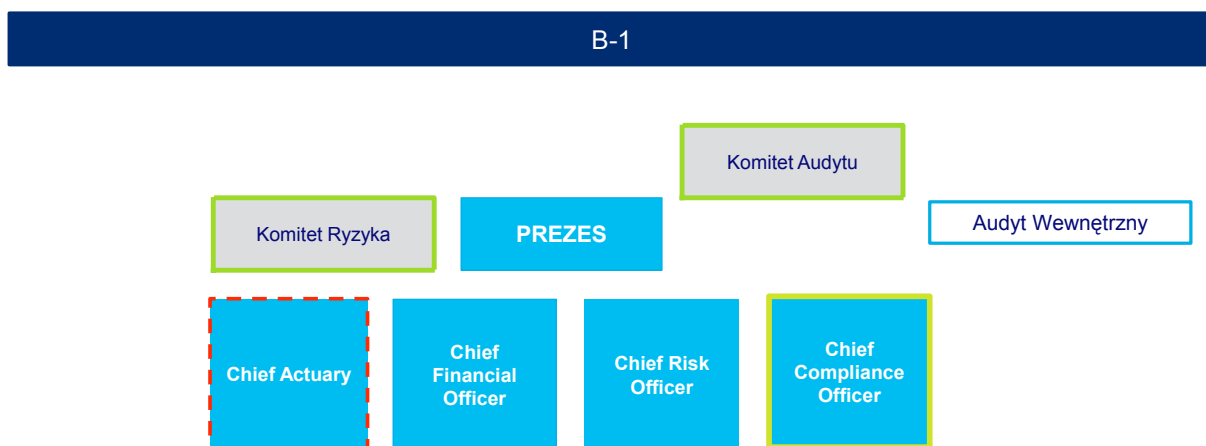 B-1
Komitet Audytu
Komitet Ryzyka
PREZES
Audyt Wewnętrzny
Chief Actuary
Chief
Financial
Officer
Chief Risk
Officer
Chief
Compliance
Officer